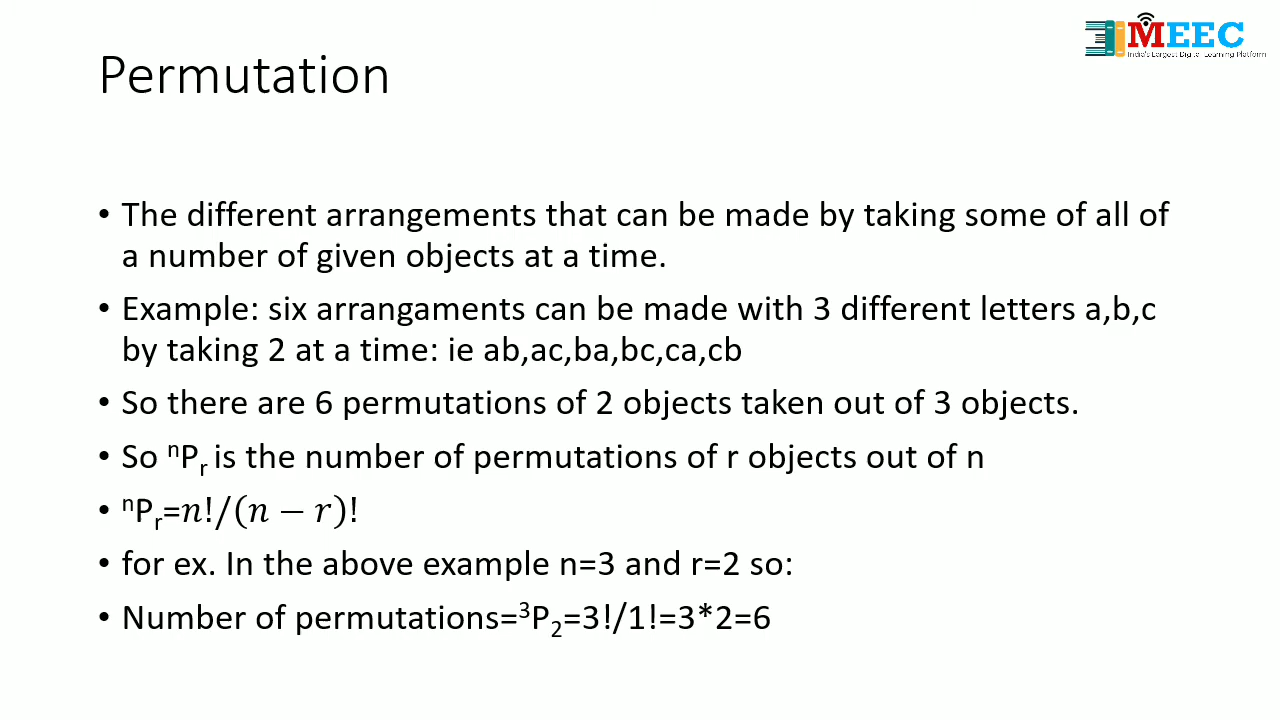 MEEC
India's Largest Digital Learning Platform
Permutation
• The different arrangements that can be made by taking some of all of
a number of given objects at a time.
• Example: six arrangaments can be made with 3 different letters a,b,c
by taking 2 at a time: ie ab,ac,ba,bc,ca,cb
• So there are 6 permutations of 2 objects taken out of 3 objects.
• So ⁿPᵣ is the number of permutations of r objects out of n
• ⁿPᵣ=𝑛!/(𝑛 − 𝑟)!
• for ex. In the above example n=3 and r=2 so:
• Number of permutations=³P₂=3!/1!=3*2=6